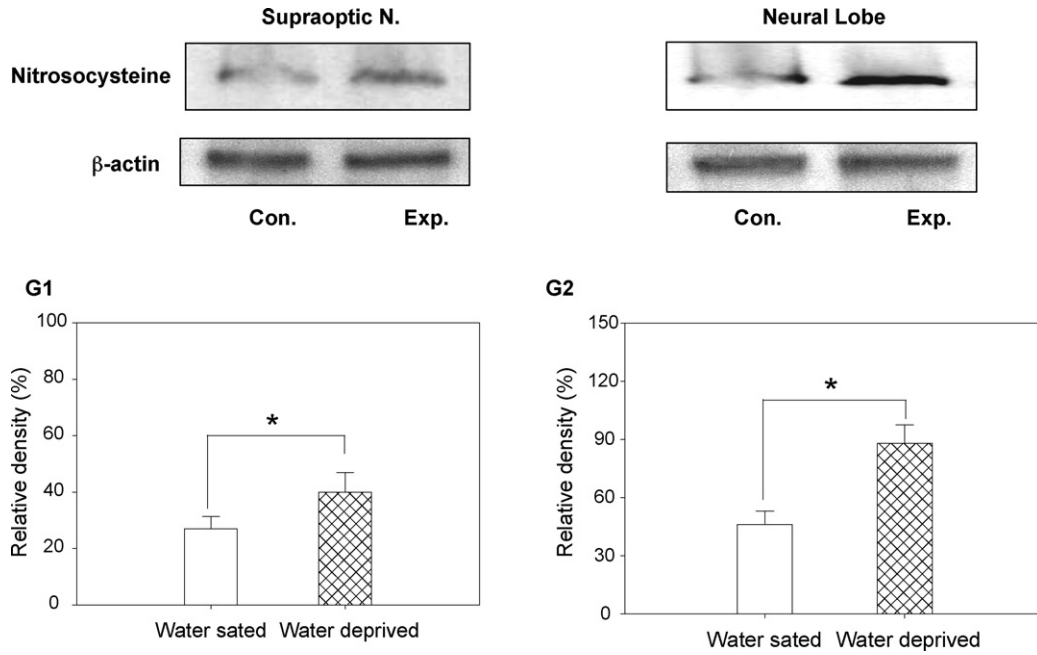 Supraoptic N.
Neural Lobe
Nitrosocysteine
β-actin
Con.
Exp.
Con.
Exp.
G1
100
80
60
40
20
0
Relative density (%)
*
Water sated
Water deprived
G2
150
120
90
60
30
0
Relative density (%)
*
Water sated
Water deprived